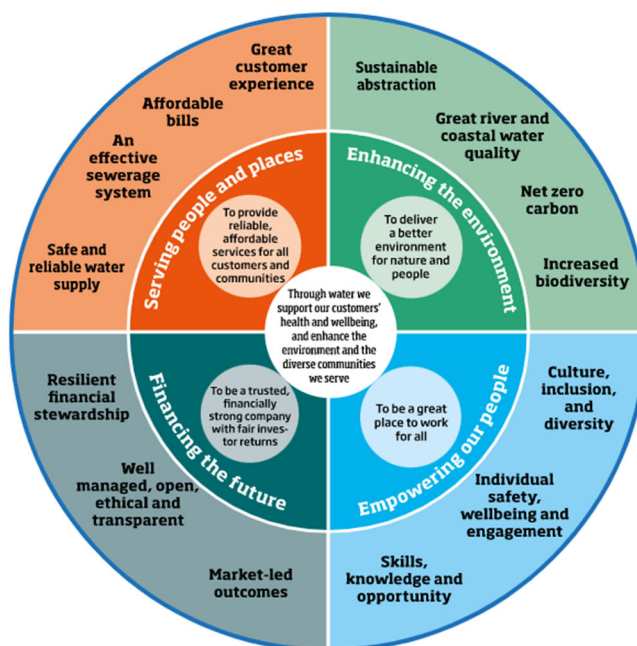 Great
customer
experience
Affordable
bills
An
effective
sewerage
system
Safe and
reliable water
supply
Serving people and places
To provide
reliable,
affordable
services for all
customers and
communities
Sustainable
abstraction
Great river and
coastal water
quality
Net zero
carbon
Increased
biodiversity
Enhancing the environment
To deliver
a better
environment
for nature and
people
Through water we
support our customers'
health and wellbeing,
and enhance the
environment and the
diverse communities
we serve
Resilient
financial
stewardship
Well
managed, open,
ethical and
transparent
Market-led
outcomes
Financing the future
To be a trusted,
financially
strong company
with fair inves-
tor returns
Culture,
inclusion,
and
diversity
Individual
safety,
wellbeing and
engagement
Skills,
knowledge and
opportunity
Empowering our people
To be a great
place to work
for all